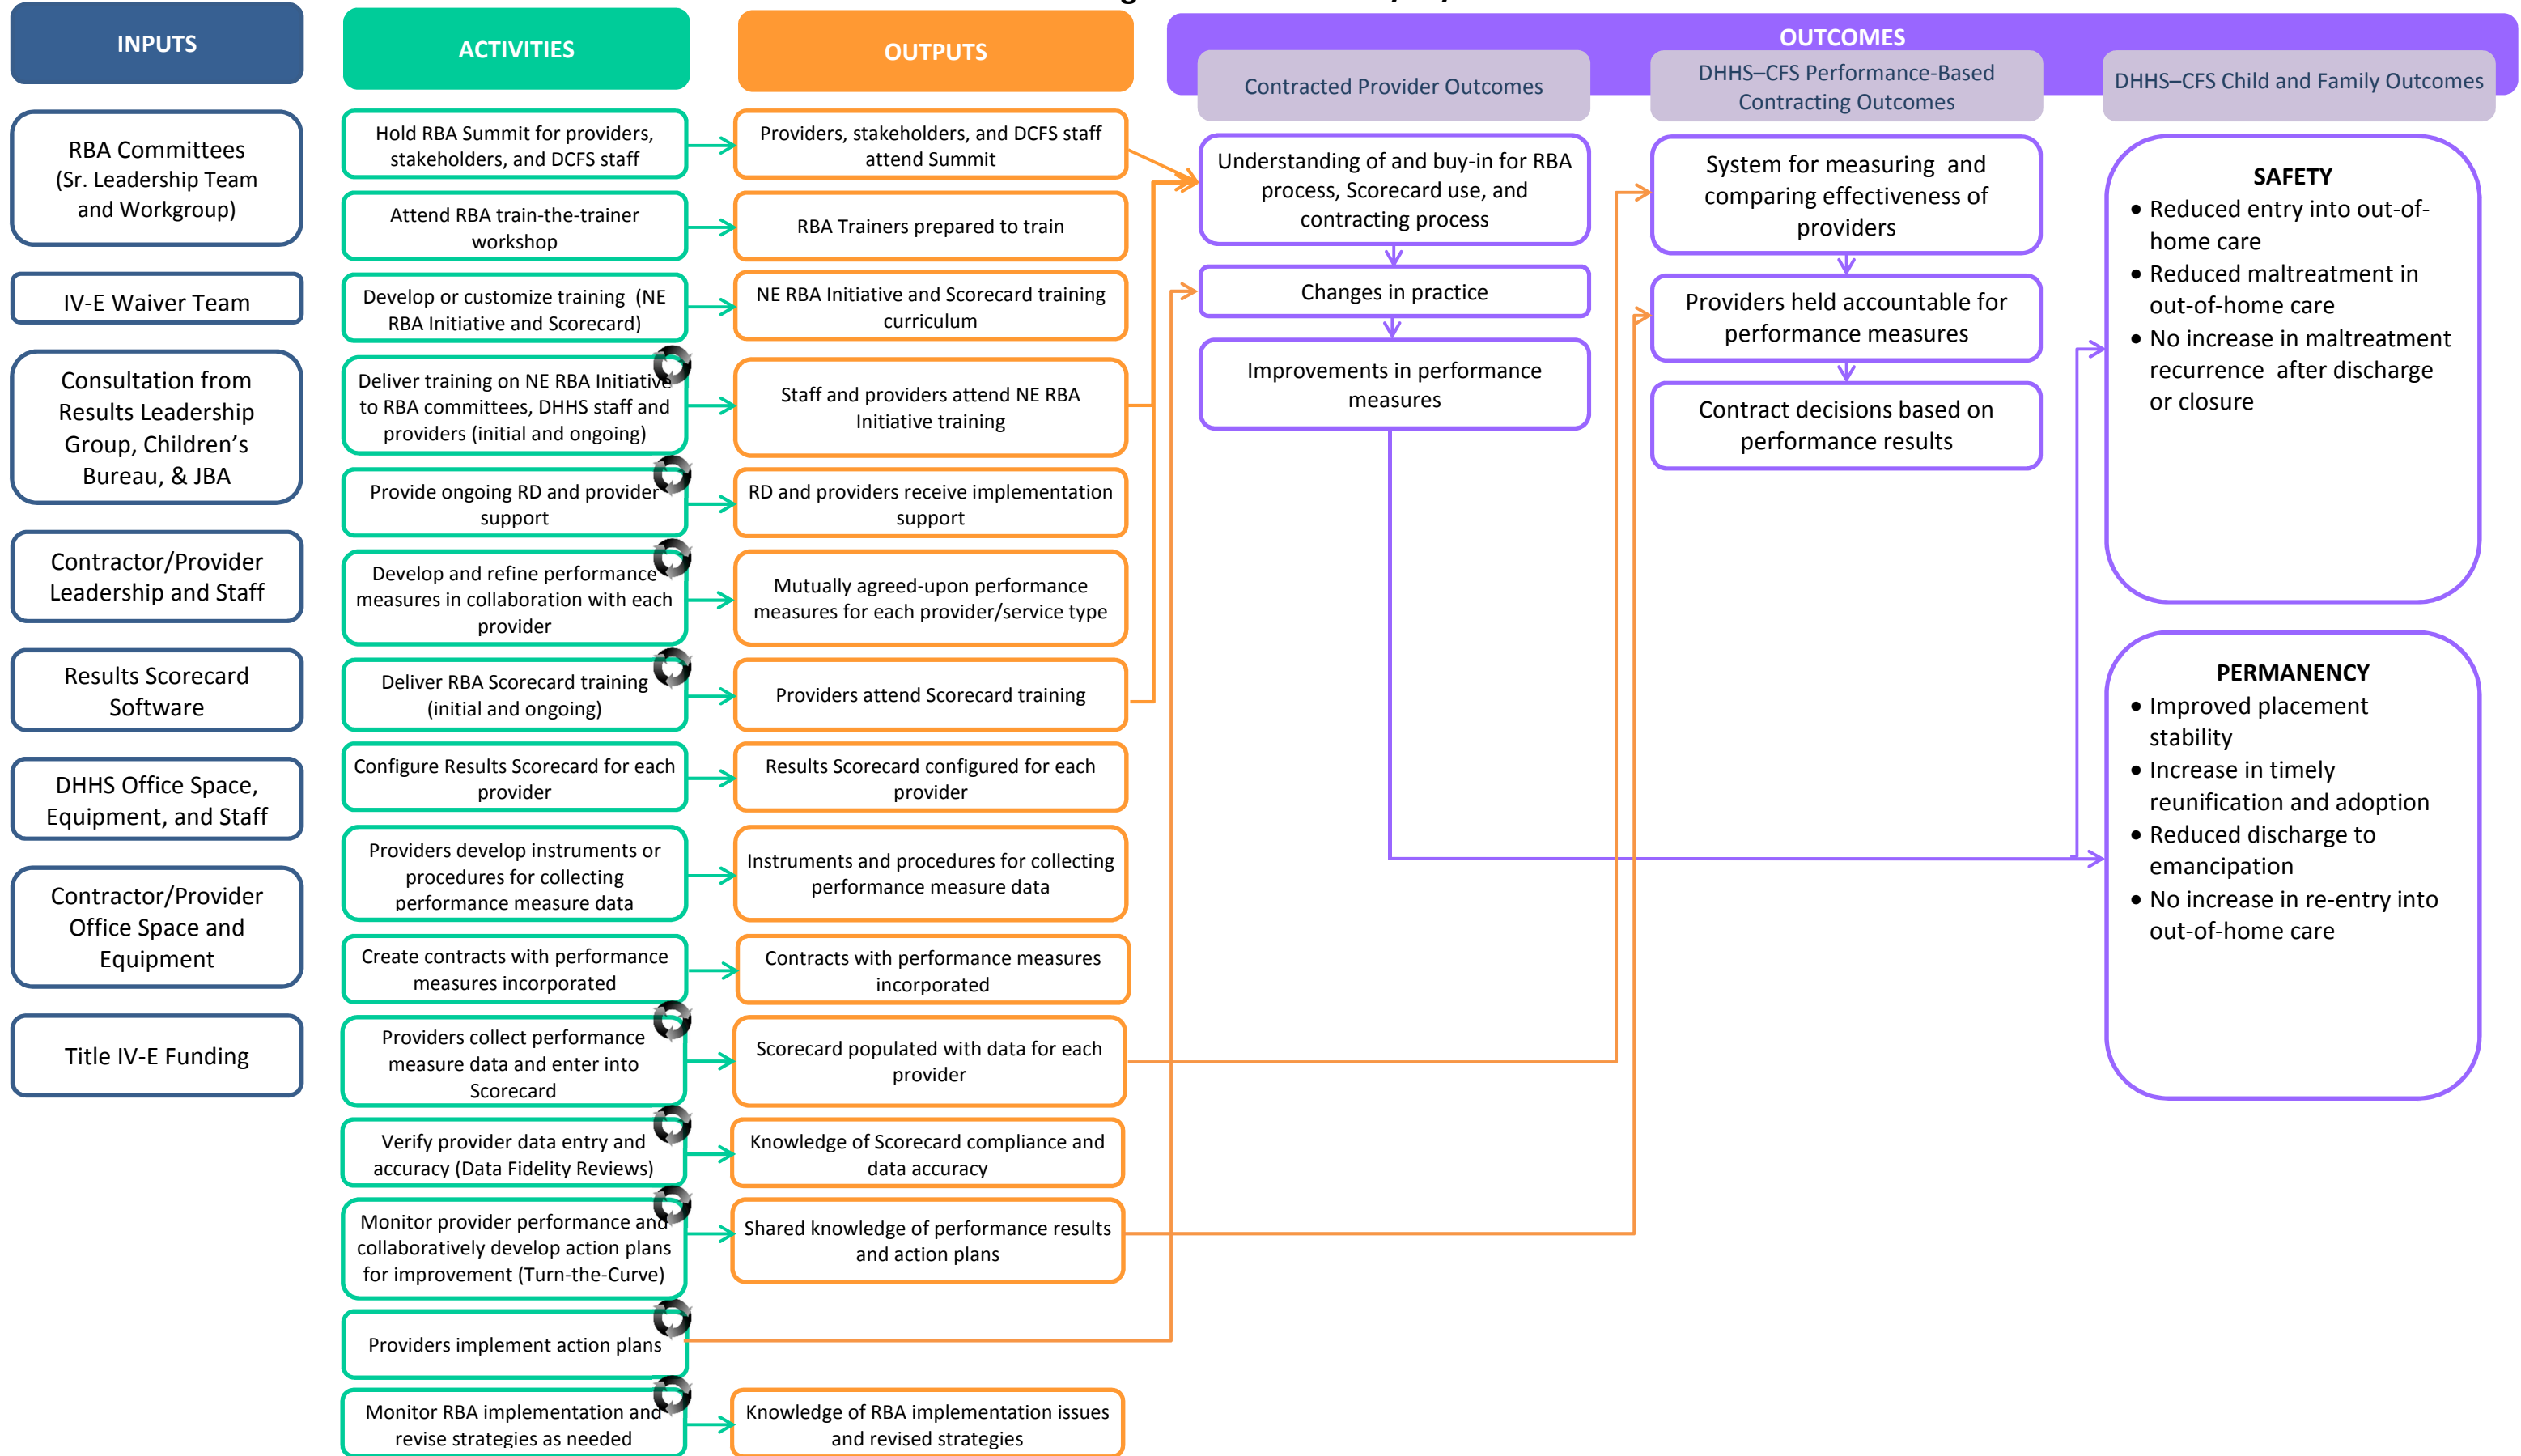 INPUTS
RBA Committees
(Sr. Leadership Team
and Workgroup)
IV-E Waiver Team
Consultation from
Results Leadership
Group, Children’s
Bureau, & JBA
Contractor/Provider
Leadership and Staff
Results Scorecard
Software
DHHS Office Space,
Equipment, and Staff
Contractor/Provider
Office Space and
Equipment
Title IV-E Funding
ACTIVITIES
Hold RBA Summit for providers,
stakeholders, and DCFS staff
Attend RBA train-the-trainer
workshop
Develop or customize training (NE
RBA Initiative and Scorecard)
Deliver training on NE RBA Initiative
to RBA committees, DHHS staff and
providers (initial and ongoing)
Provide ongoing RD and provider
support
Develop and refine performance
measures in collaboration with each
provider
Deliver RBA Scorecard training
(initial and ongoing)
Configure Results Scorecard for each
provider
Providers develop instruments or
procedures for collecting
performance measure data
Create contracts with performance
measures incorporated
Providers collect performance
measure data and enter into
Scorecard
Verify provider data entry and
accuracy (Data Fidelity Reviews)
Monitor provider performance and
collaboratively develop action plans
for improvement (Turn-the-Curve)
Providers implement action plans
Monitor RBA implementation and
revise strategies as needed
OUTPUTS
Providers, stakeholders, and DCFS staff
attend Summit
RBA Trainers prepared to train
NE RBA Initiative and Scorecard training
curriculum
Staff and providers attend NE RBA
Initiative training
RD and providers receive implementation
support
Mutually agreed-upon performance
measures for each provider/service type
Providers attend Scorecard training
Results Scorecard configured for each
provider
Instruments and procedures for collecting
performance measure data
Contracts with performance measures
incorporated
Scorecard populated with data for each
provider
Knowledge of Scorecard compliance and
data accuracy
Shared knowledge of performance results
and action plans
Knowledge of RBA implementation issues
and revised strategies
OUTCOMES
Contracted Provider Outcomes
Understanding of and buy-in for RBA
process, Scorecard use, and
contracting process
Changes in practice
Improvements in performance
measures
DHHS–CFS Performance-Based
Contracting Outcomes
System for measuring and
comparing effectiveness of
providers
Providers held accountable for
performance measures
Contract decisions based on
performance results
DHHS–CFS Child and Family Outcomes
SAFETY
• Reduced entry into out-of-
home care
• Reduced maltreatment in
out-of-home care
• No increase in maltreatment
recurrence after discharge
or closure
PERMANENCY
• Improved placement
stability
• Increase in timely
reunification and adoption
• Reduced discharge to
emancipation
• No increase in re-entry into
out-of-home care